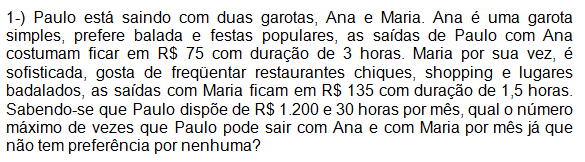 1-) Paulo está saindo com duas garotas, Ana e Maria. Ana é uma garota
simples, prefere balada e festas populares, as saídas de Paulo com Ana
costumam ficar em R$ 75 com duração de 3 horas. Maria por sua vez, é
sofisticada, gosta de freqüentar restaurantes chiques, shopping e lugares
badalados, as saídas com Maria ficam em R$ 135 com duração de 1,5 horas.
Sabendo-se que Paulo dispõe de R$ 1.200 e 30 horas por mês, qual o número
máximo de vezes que Paulo pode sair com Ana e com Maria por mês já que
não tem preferência por nenhuma?